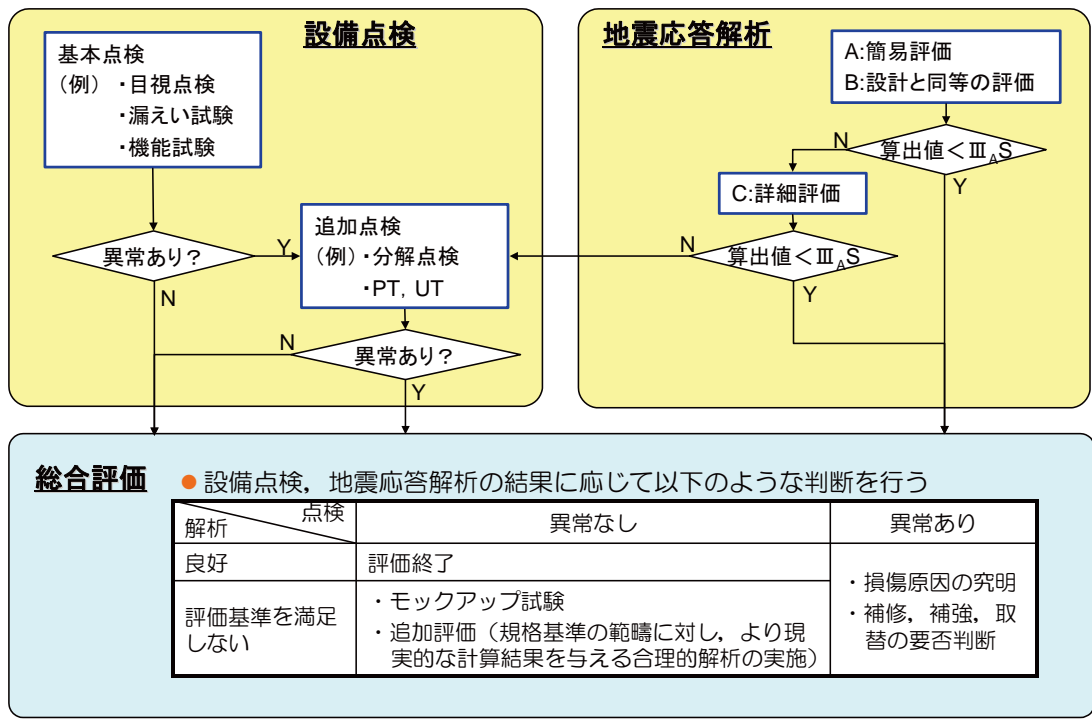 設備点検
基本点検
（例） ・目視点検
・漏えい試験
・機能試験
異常あり？
Y
N
追加点検
（例）・分解点検
・PT，UT
異常あり？
N
Y
地震応答解析
A:簡易評価
B:設計と同等の評価
算出値＜ⅢAS
N
Y
C:詳細評価
算出値＜ⅢAS
N
Y
総合評価
●設備点検，地震応答解析の結果に応じて以下のような判断を行う
点検
解析
異常なし
異常あり
良好
評価終了
評価基準を満足
しない
・モックアップ試験
・追加評価（規格基準の範疇に対し，より現
実的な計算結果を与える合理的解析の実施）
・損傷原因の究明
・補修，補強，取
替の要否判断